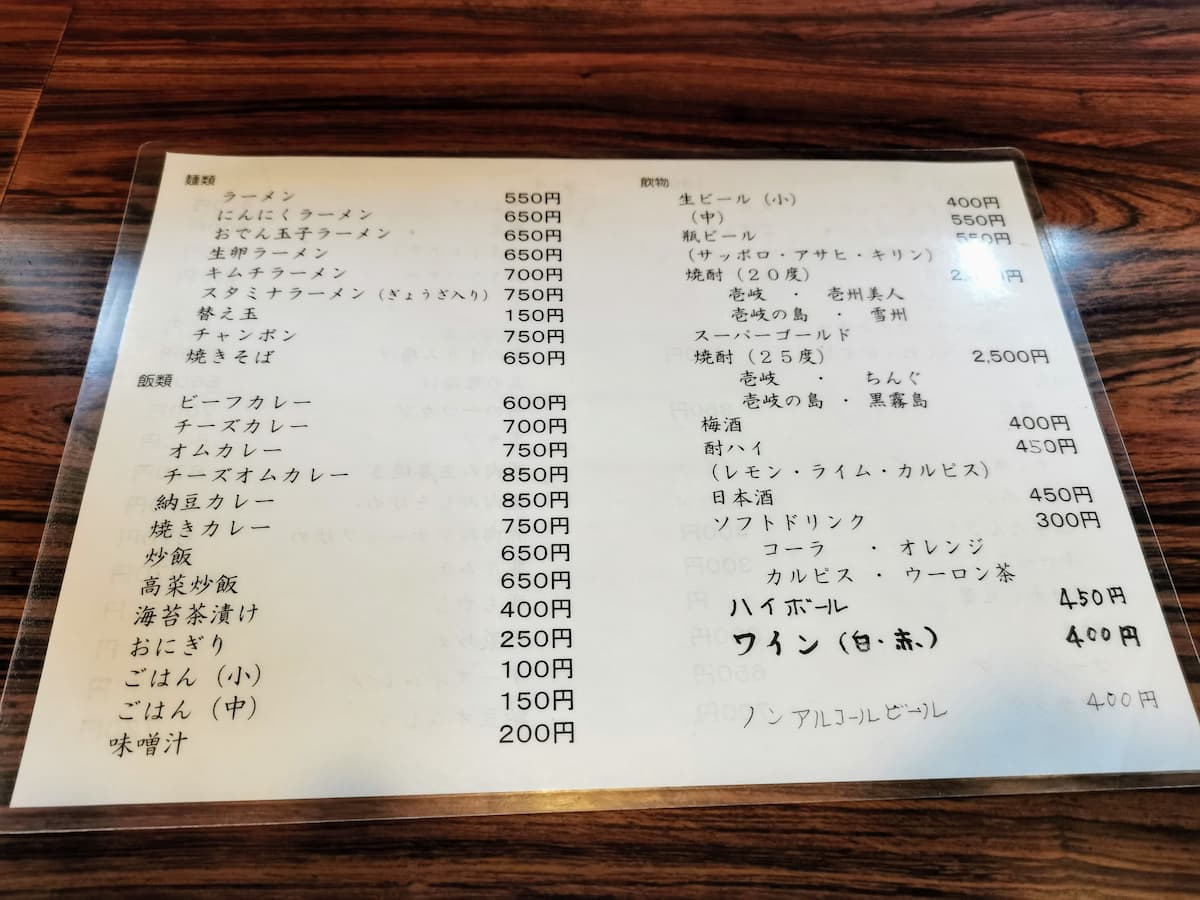 麺類
ラーメン 550円
にんにくラーメン 650円
おでん玉子ラーメン 650円
生卵ラーメン 650円
キムチラーメン 700円
スタミナラーメン（ぎょうざ入り） 750円
替え玉 150円
チャンポン 750円
焼きそば 650円
飯類
ビーフカレー 600円
チーズカレー 700円
オムカレー 750円
チーズオムカレー 850円
納豆カレー 850円
焼きカレー 750円
炒飯 650円
高菜炒飯 650円
海苔茶漬け 400円
おにぎり 250円
ごはん（小） 100円
ごはん（中） 150円
味噌汁 200円
飲物
生ビール（小） 400円
（中） 550円
瓶ビール 550円
（サッポロ・アサヒ・キリン）
焼酎（20度）
壱岐 ・ 壱州美人
壱岐の島 ・ 雪州
スーパーゴールド
焼酎（25度） 2,500円
壱岐 ・ ちんぐ
壱岐の島 ・ 黒霧島
梅酒 400円
酎ハイ 450円
（レモン・ライム・カルピス）
日本酒 450円
ソフトドリンク 300円
コーラ ・ オレンジ
カルピス ・ ウーロン茶
ハイボール 450円
ワイン（白・赤） 400円
ノンアルコールビール 400円